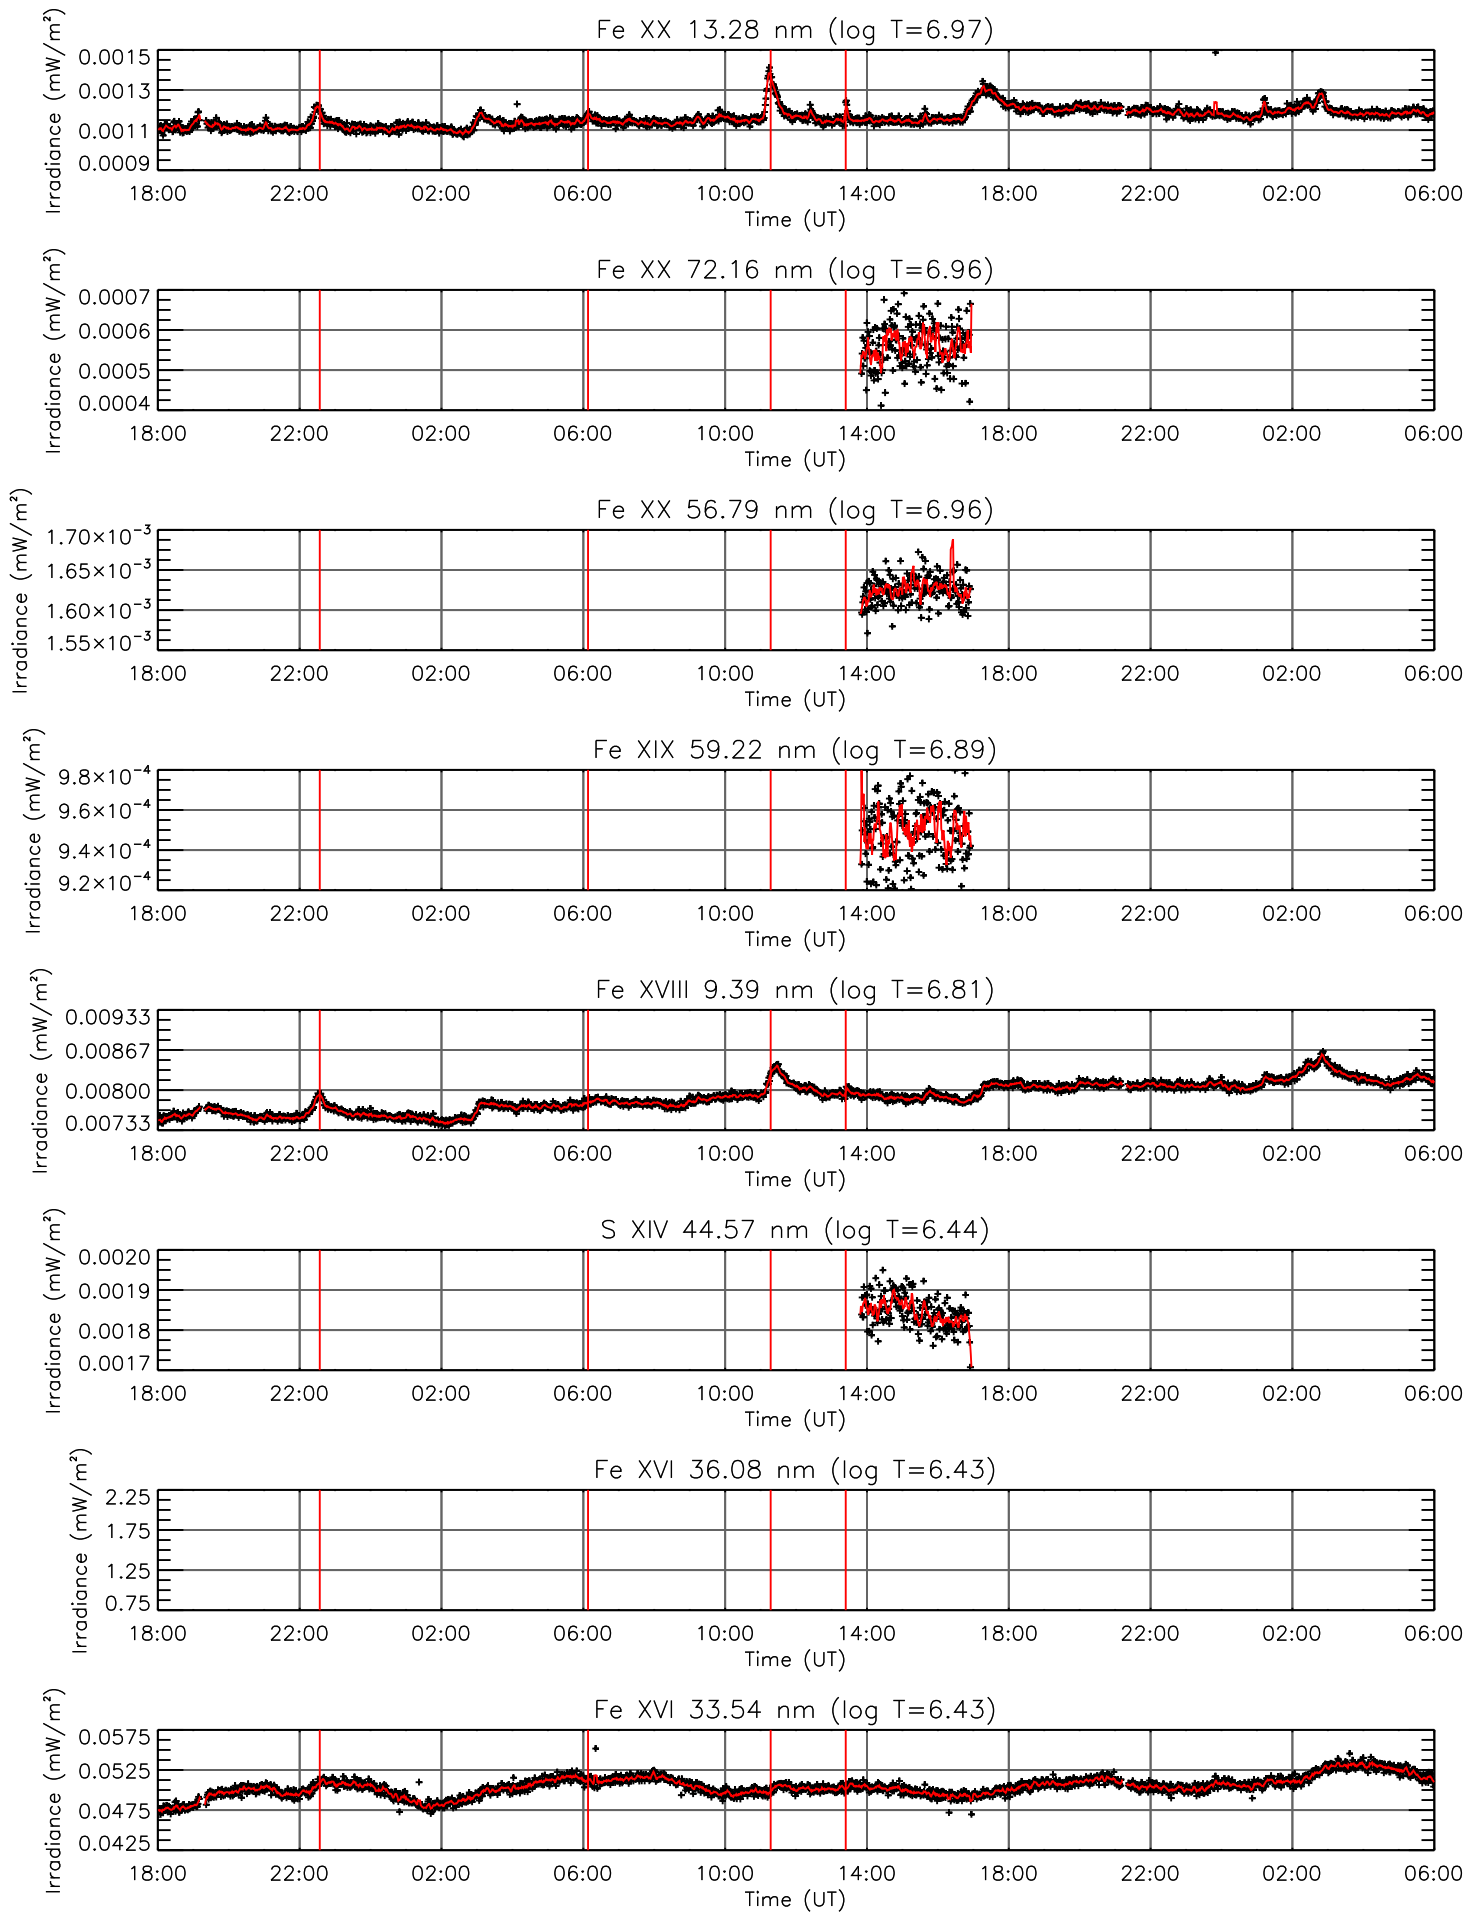 Fe XX 13.28 nm (log T=6.97)
Irradiance (mW/m²)
0.0015
0.0013
0.0011
0.0009
18:00 22:00 02:00 06:00 10:00 14:00 18:00 22:00 02:00 06:00
Time (UT)
Fe XX 72.16 nm (log T=6.96)
Irradiance (mW/m²)
0.0007
0.0006
0.0005
0.0004
18:00 22:00 02:00 06:00 10:00 14:00 18:00 22:00 02:00 06:00
Time (UT)
Fe XX 56.79 nm (log T=6.96)
Irradiance (mW/m²)
1.70×10⁻³
1.65×10⁻³
1.60×10⁻³
1.55×10⁻³
18:00 22:00 02:00 06:00 10:00 14:00 18:00 22:00 02:00 06:00
Time (UT)
Fe XIX 59.22 nm (log T=6.89)
Irradiance (mW/m²)
9.8×10⁻⁴
9.6×10⁻⁴
9.4×10⁻⁴
9.2×10⁻⁴
18:00 22:00 02:00 06:00 10:00 14:00 18:00 22:00 02:00 06:00
Time (UT)
Fe XVIII 9.39 nm (log T=6.81)
Irradiance (mW/m²)
0.00933
0.00867
0.00800
0.00733
18:00 22:00 02:00 06:00 10:00 14:00 18:00 22:00 02:00 06:00
Time (UT)
S XIV 44.57 nm (log T=6.44)
Irradiance (mW/m²)
0.0020
0.0019
0.0018
0.0017
18:00 22:00 02:00 06:00 10:00 14:00 18:00 22:00 02:00 06:00
Time (UT)
Fe XVI 36.08 nm (log T=6.43)
Irradiance (mW/m²)
2.25
1.75
1.25
0.75
18:00 22:00 02:00 06:00 10:00 14:00 18:00 22:00 02:00 06:00
Time (UT)
Fe XVI 33.54 nm (log T=6.43)
Irradiance (mW/m²)
0.0575
0.0525
0.0475
0.0425
18:00 22:00 02:00 06:00 10:00 14:00 18:00 22:00 02:00 06:00
Time (UT)